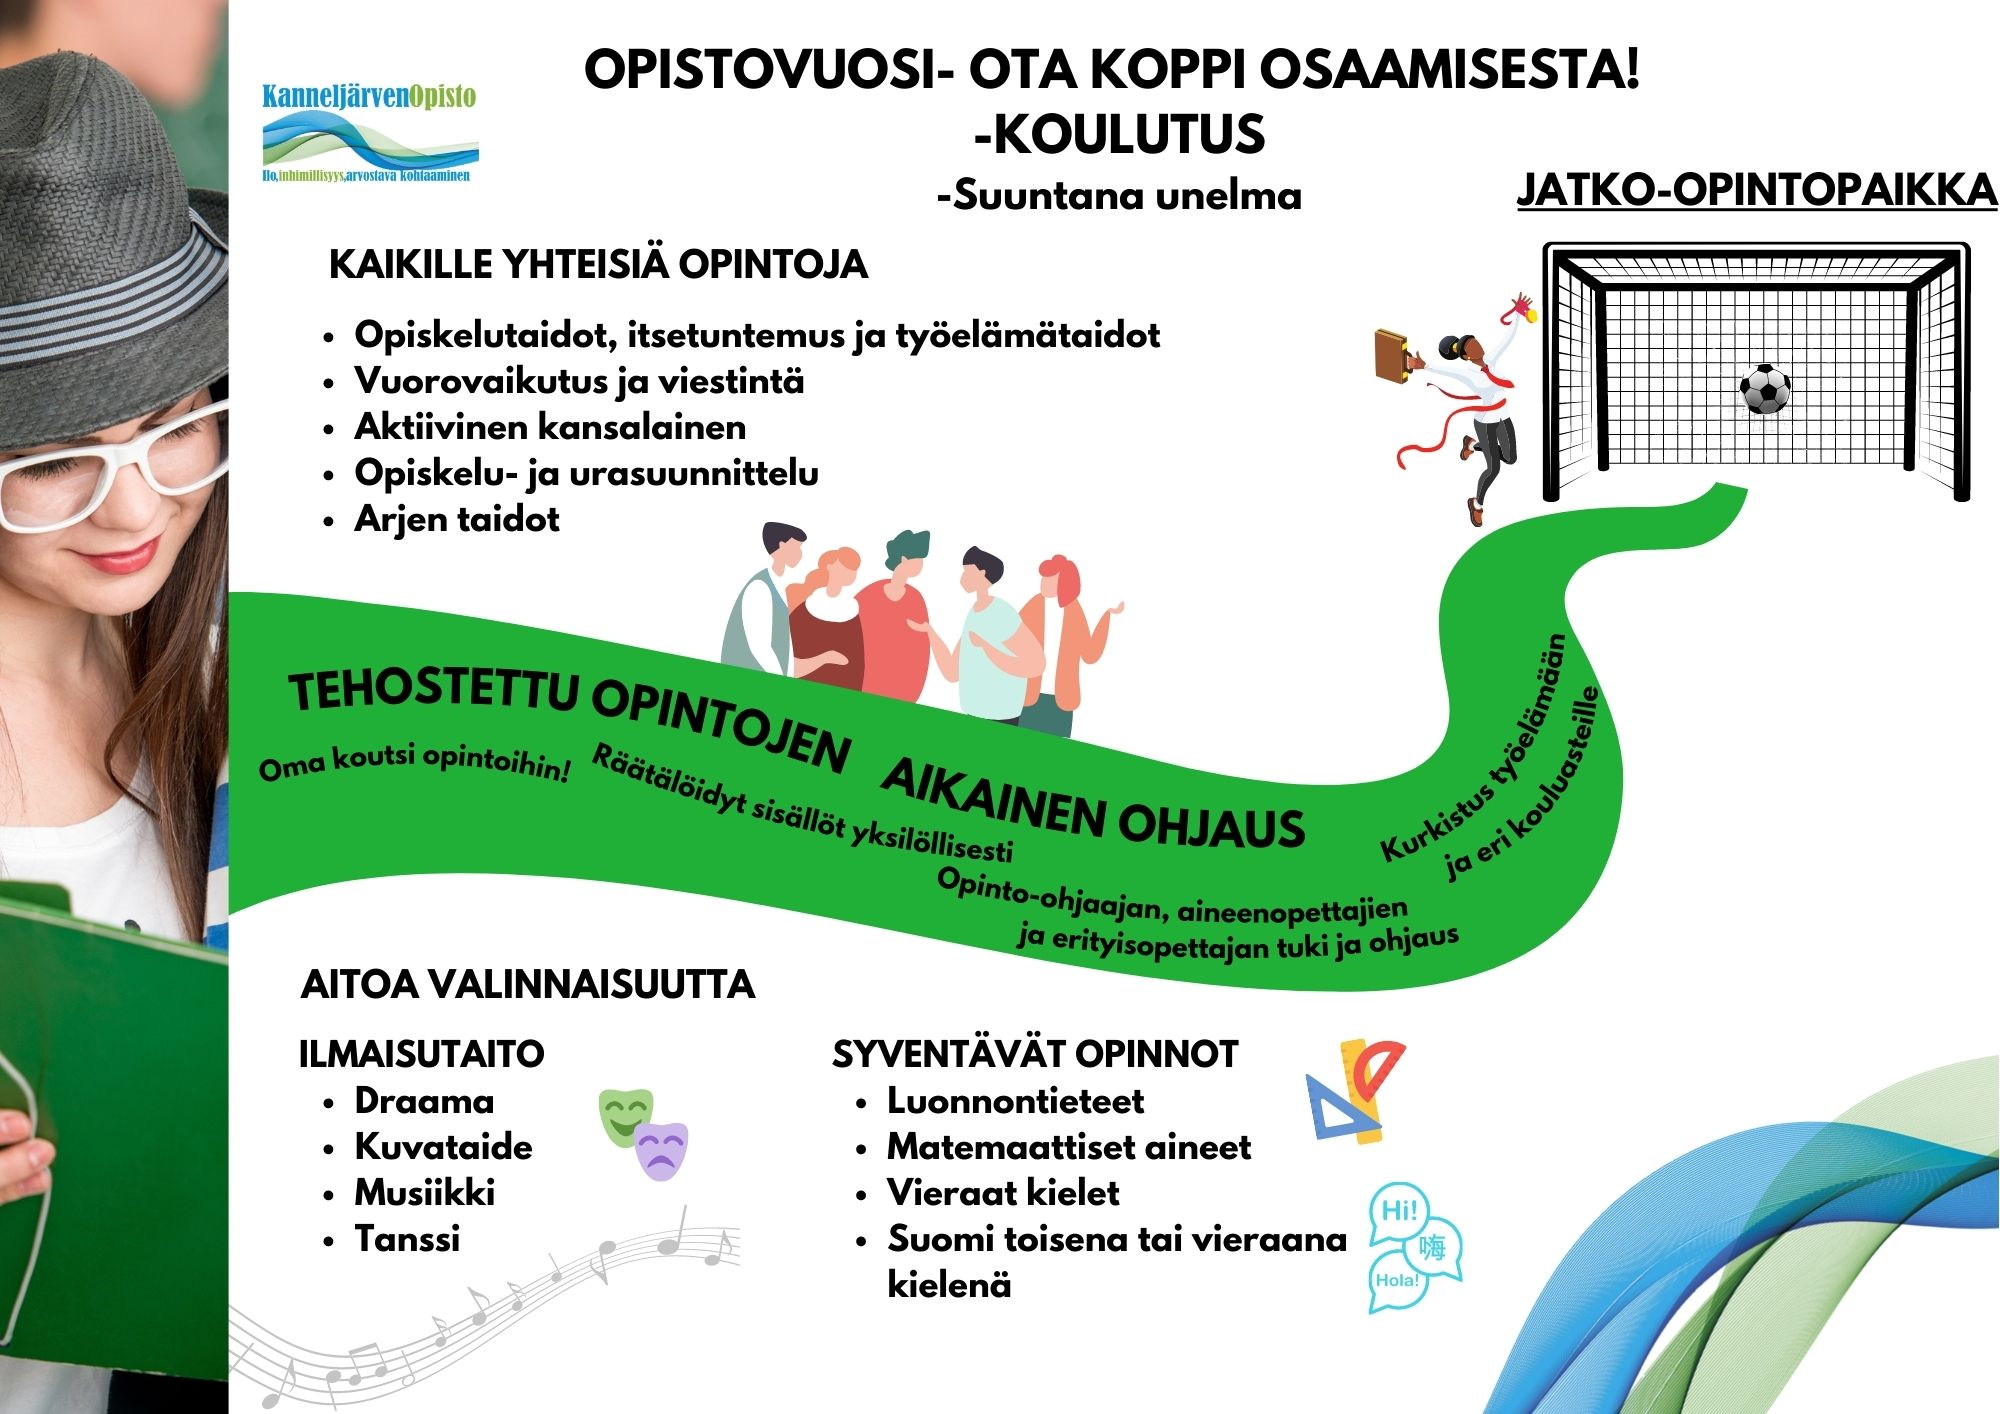 KanneljärvenOpisto
Ilo,inhimillisyys,arvostava kohtaaminen
OPISTOVUOSI- OTA KOPPI OSAAMISESTA!
-KOULUTUS
-Suuntana unelma
JATKO-OPINTOPAIKKA
KAIKILLE YHTEISIÄ OPINTOJA
• Opiskelutaidot, itsetuntemus ja työelämätaidot
• Vuorovaikutus ja viestintä
• Aktiivinen kansalainen
• Opiskelu- ja urasuunnittelu
• Arjen taidot
TEHOSTETTU OPINTOJEN AIKAINEN OHJAUS
Oma koutsi opintoihin!
Räätälöidyt sisällöt yksilöllisesti
Opinto-ohjaajan, aineenopettajien
ja erityisopettajan tuki ja ohjaus
Kurkistus työelämään
ja eri kouluasteille
AITOA VALINNAISUUTTA
ILMAISUTAITO
• Draama
• Kuvataide
• Musiikki
• Tanssi
SYVENTÄVÄT OPINNOT
• Luonnontieteet
• Matemaattiset aineet
• Vieraat kielet
• Suomi toisena tai vieraana
kielenä
Hi!
嗨
Hola!